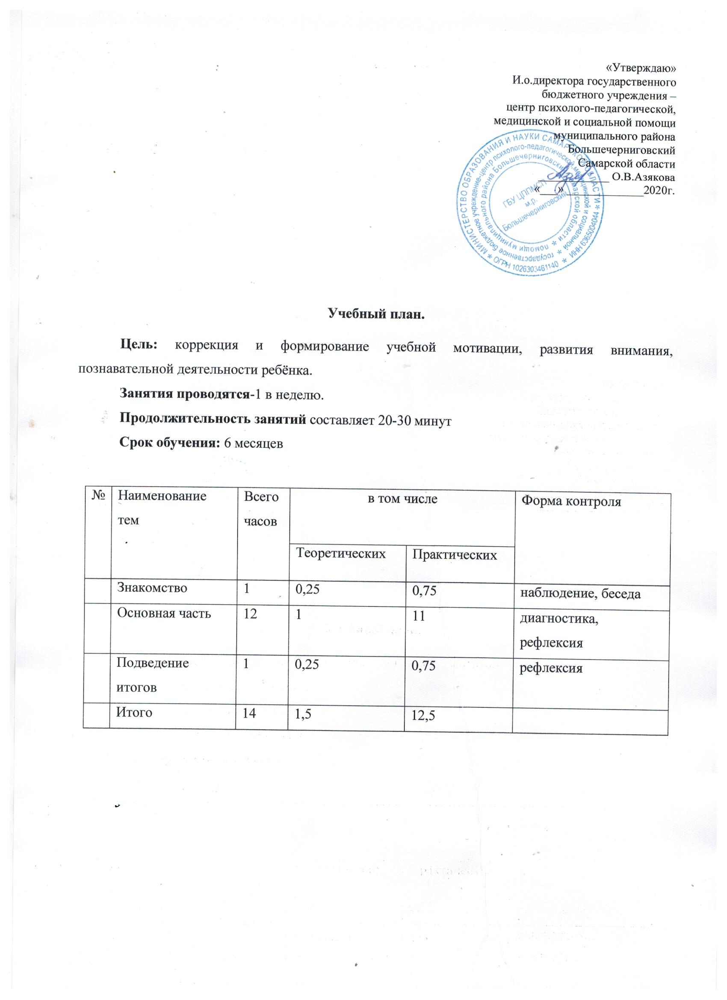 «Утверждаю»
И.о.директора государственного
бюджетного учреждения –
центр психолого-педагогической,
медицинской и социальной помощи
муниципального района
Большечерниговский
Самарской области
____________ О.В.Азякова
«___» _____________2020г.
МИНИСТЕРСТВО ОБРАЗОВАНИЯ И НАУКИ САМАРСКОЙ ОБЛАСТИ * ИНН 6365004044 * ОГРН 1026303461140 *
государственное бюджетное учреждение-центр психолого-педагогической, медицинской и социальной *
помощи муниципального района Большечерниговский Самарской области *
ГБУ ЦППМСП
м.р.
Большечерниговский
Учебный план.
Цель: коррекция и формирование учебной мотивации, развития внимания,
познавательной деятельности ребёнка.
Занятия проводятся-1 в неделю.
Продолжительность занятий составляет 20-30 минут
Срок обучения: 6 месяцев
№ Наименование Всего в том числе Форма контроля
тем часов
Теоретических Практических
Знакомство 1 0,25 0,75 наблюдение, беседа
Основная часть 12 1 11 диагностика,
рефлексия
Подведение 1 0,25 0,75 рефлексия
итогов
Итого 14 1,5 12,5